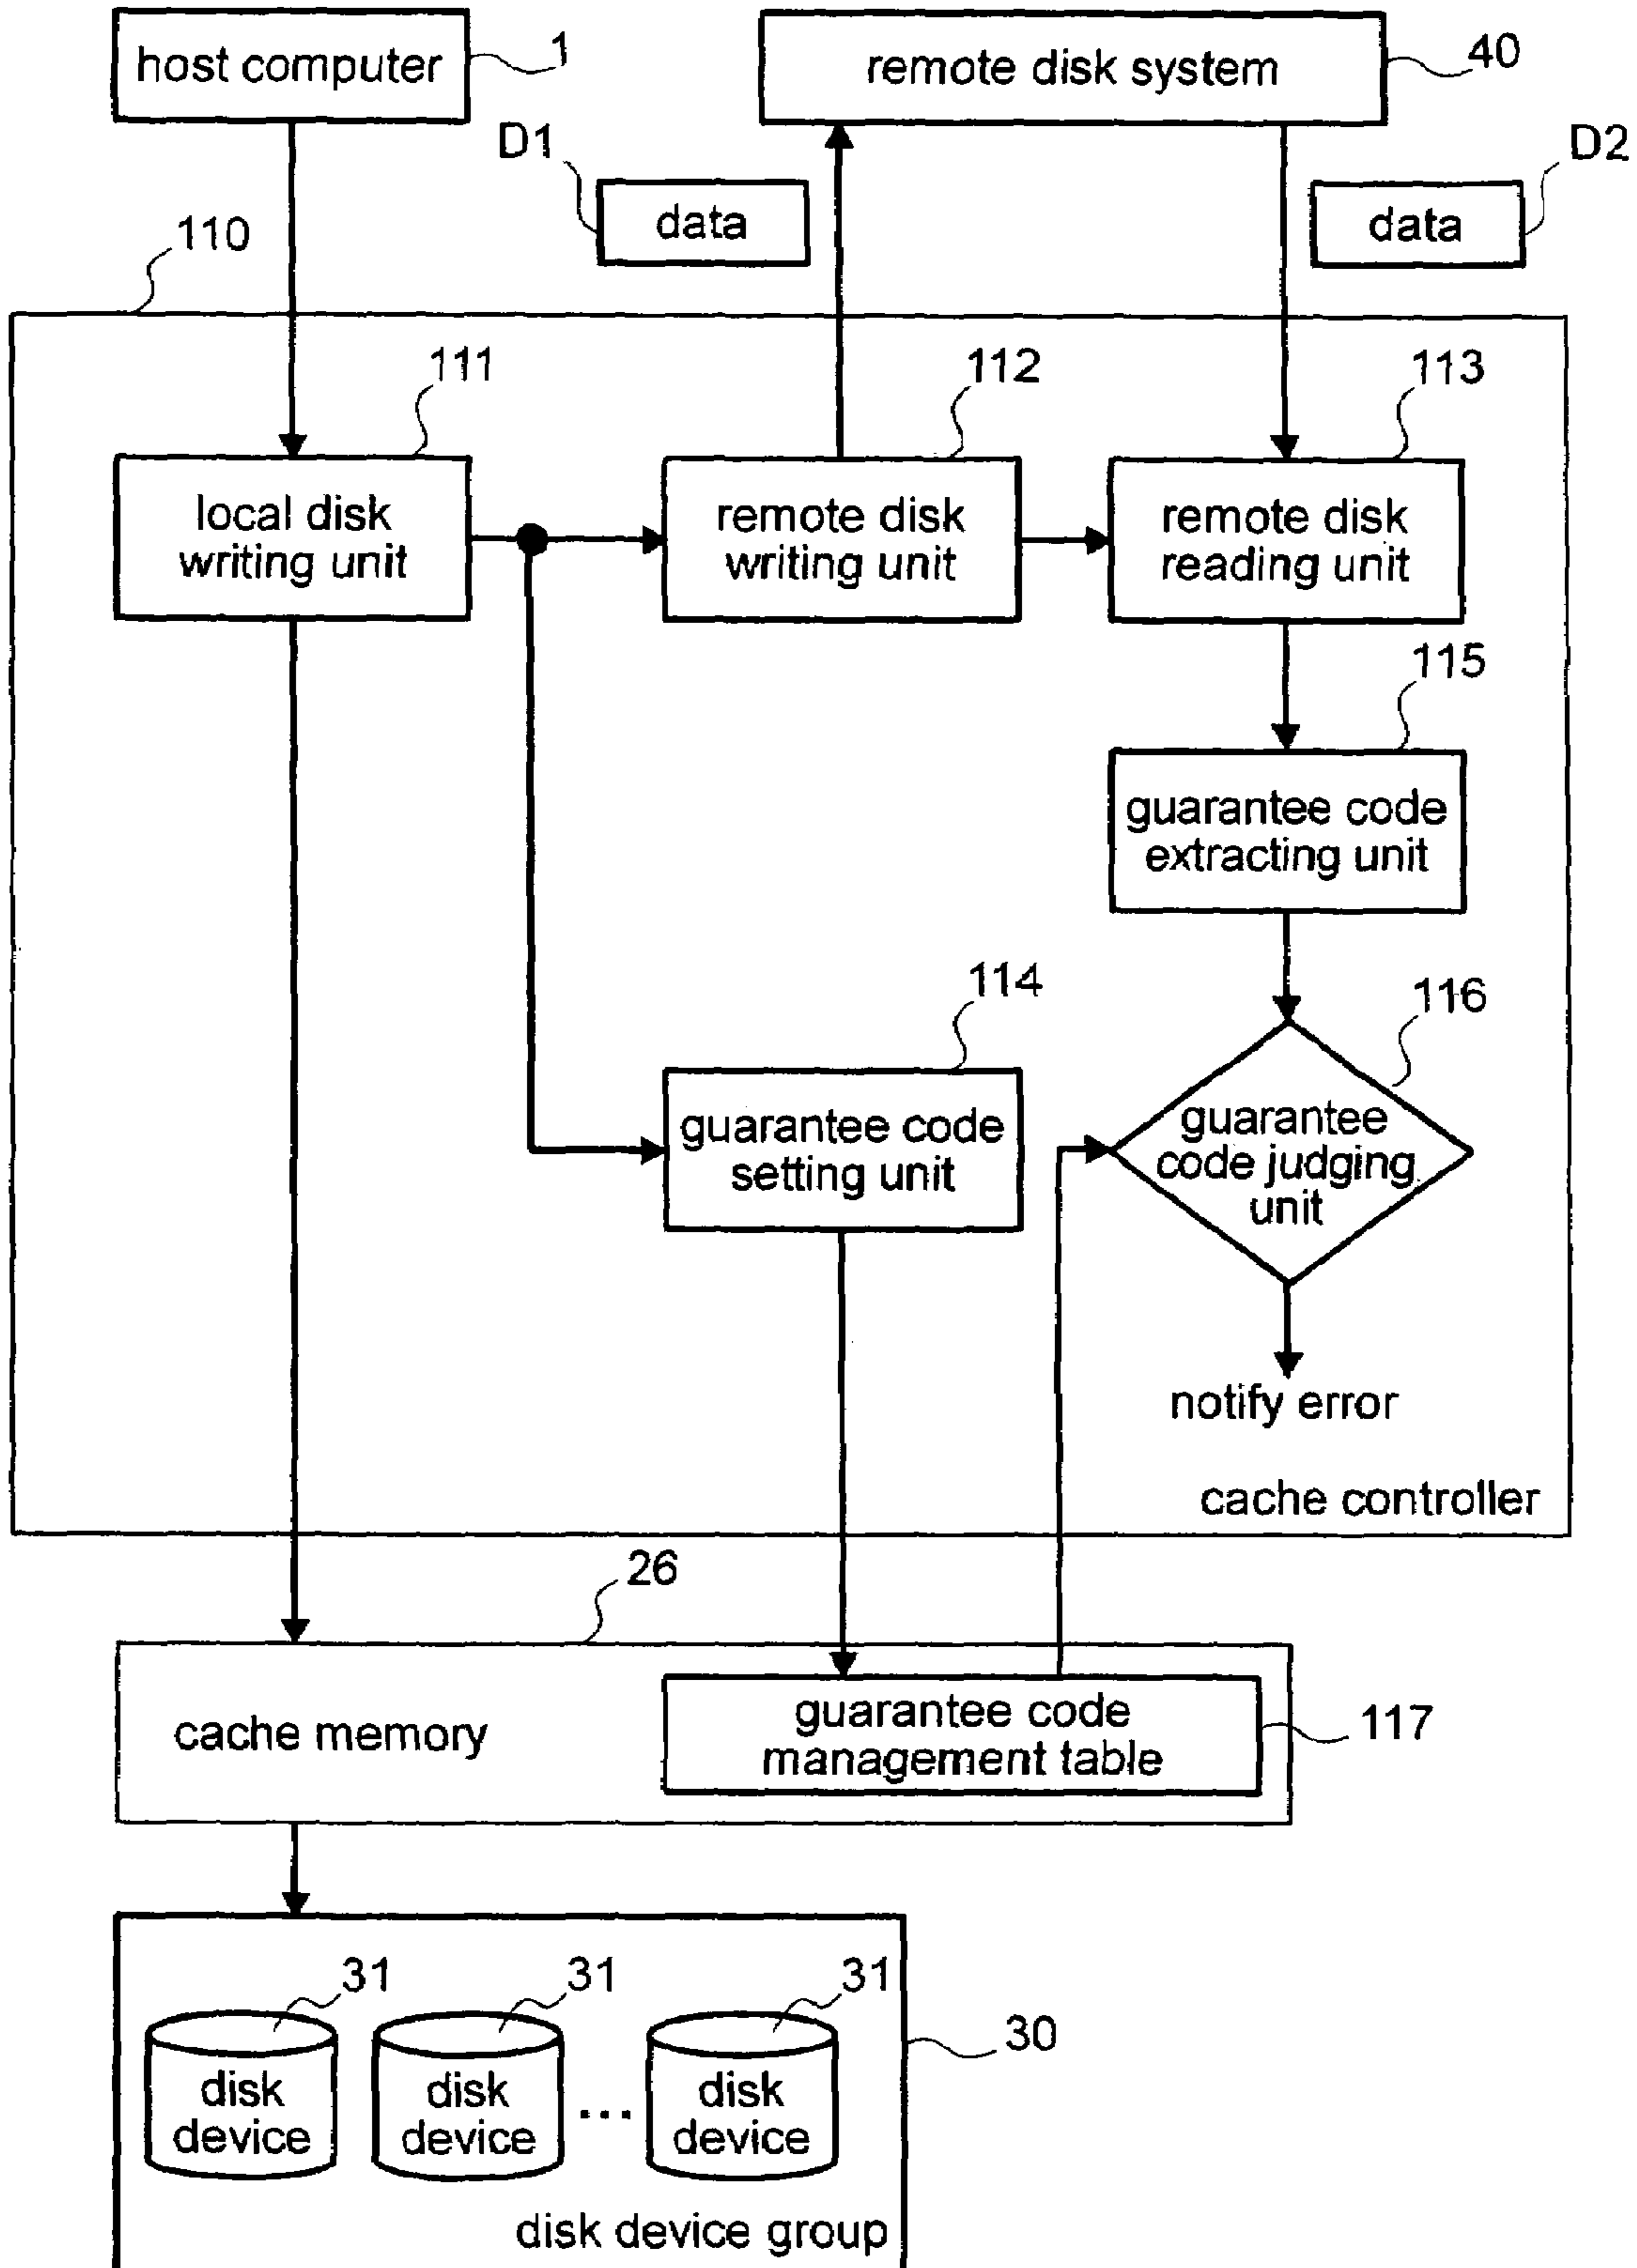 host computer
1
remote disk system
40
D1
data
data
D2
110
111
112
113
local disk
writing unit
remote disk
writing unit
remote disk
reading unit
115
guarantee code
extracting unit
114
116
guarantee code
setting unit
guarantee
code judging
unit
notify error
cache controller
26
cache memory
guarantee code
management table
117
31
31
31
30
disk
device
disk
device
...
disk
device
disk device group